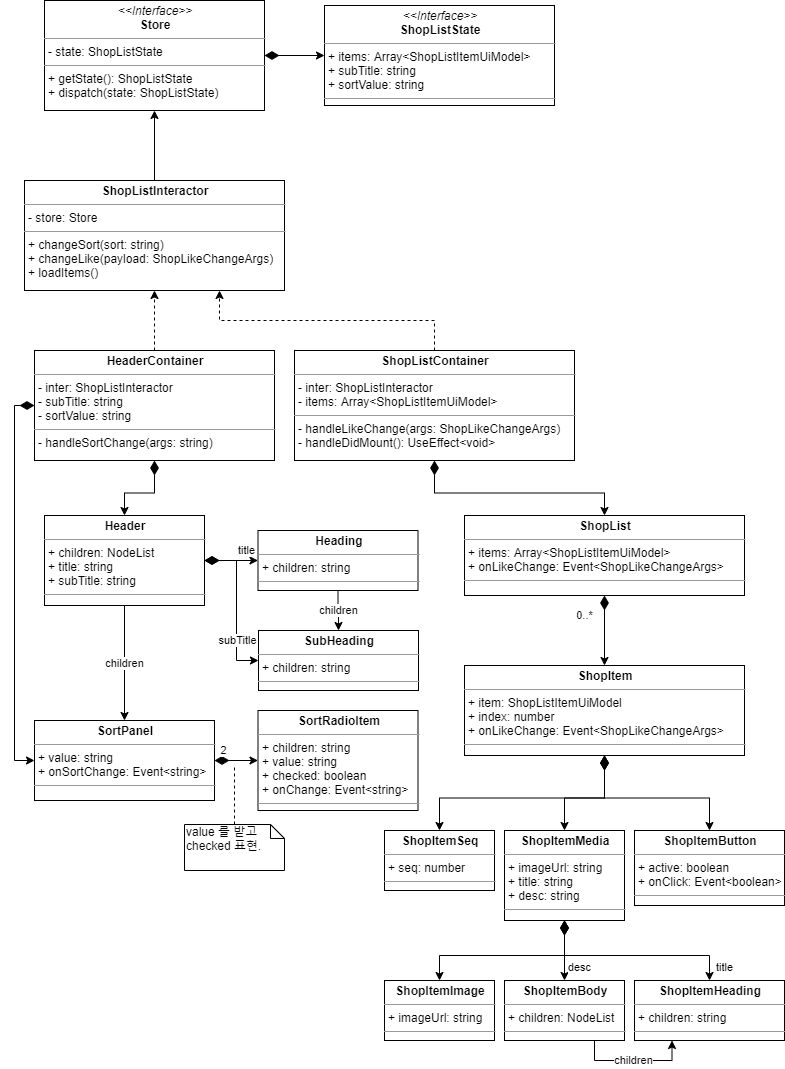 <<Interface>>
Store
- state: ShopListState
+ getState(): ShopListState
+ dispatch(state: ShopListState)
<<Interface>>
ShopListState
+ items: Array<ShopListItemUiModel>
+ subTitle: string
+ sortValue: string
ShopListInteractor
- store: Store
+ changeSort(sort: string)
+ changeLike(payload: ShopLikeChangeArgs)
+ loadItems()
HeaderContainer
- inter: ShopListInteractor
- subTitle: string
- sortValue: string
- handleSortChange(args: string)
ShopListContainer
- inter: ShopListInteractor
- items: Array<ShopListItemUiModel>
- handleLikeChange(args: ShopLikeChangeArgs)
- handleDidMount(): UseEffect<void>
Header
+ children: NodeList
+ title: string
+ subTitle: string
title
Heading
+ children: string
children
subTitle
SubHeading
+ children: string
children
ShopList
+ items: Array<ShopListItemUiModel>
+ onLikeChange: Event<ShopLikeChangeArgs>
0..*
ShopItem
+ item: ShopListItemUiModel
+ index: number
+ onLikeChange: Event<ShopLikeChangeArgs>
SortPanel
+ value: string
+ onSortChange: Event<string>
2
SortRadioItem
+ children: string
+ value: string
+ checked: boolean
+ onChange: Event<string>
value 를 받고
checked 표현.
ShopItemSeq
+ seq: number
ShopItemMedia
+ imageUrl: string
+ title: string
+ desc: string
ShopItemButton
+ active: boolean
+ onClick: Event<boolean>
desc
title
ShopItemImage
+ imageUrl: string
ShopItemBody
+ children: NodeList
ShopItemHeading
+ children: string
children